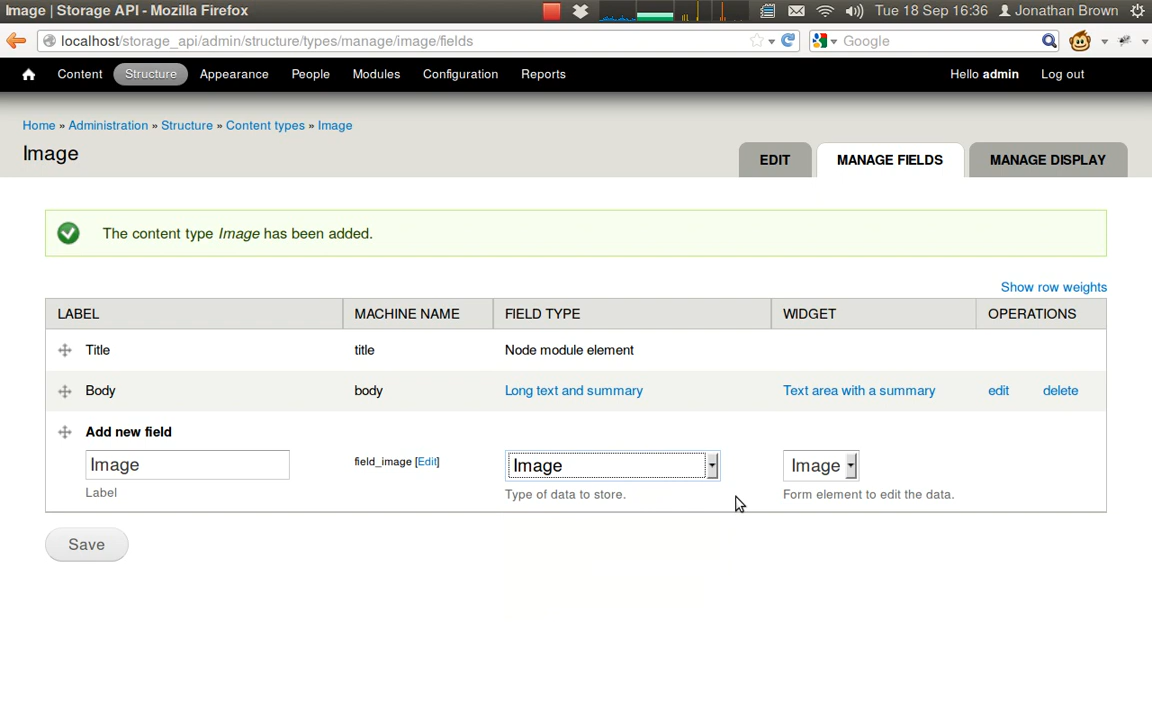 Image | Storage API - Mozilla Firefox
Tue 18 Sep 16:36 Jonathan Brown
localhost/storage_api/admin/structure/types/manage/image/fields
Google
Content Structure Appearance People Modules Configuration Reports
Hello admin Log out
Home » Administration » Structure » Content types » Image
Image
EDIT MANAGE FIELDS MANAGE DISPLAY
The content type Image has been added.
Show row weights
LABEL MACHINE NAME FIELD TYPE WIDGET OPERATIONS
Title title Node module element
Body body Long text and summary Text area with a summary edit delete
Add new field
Image field_image [Edit] Image Image
Label Type of data to store. Form element to edit the data.
Save